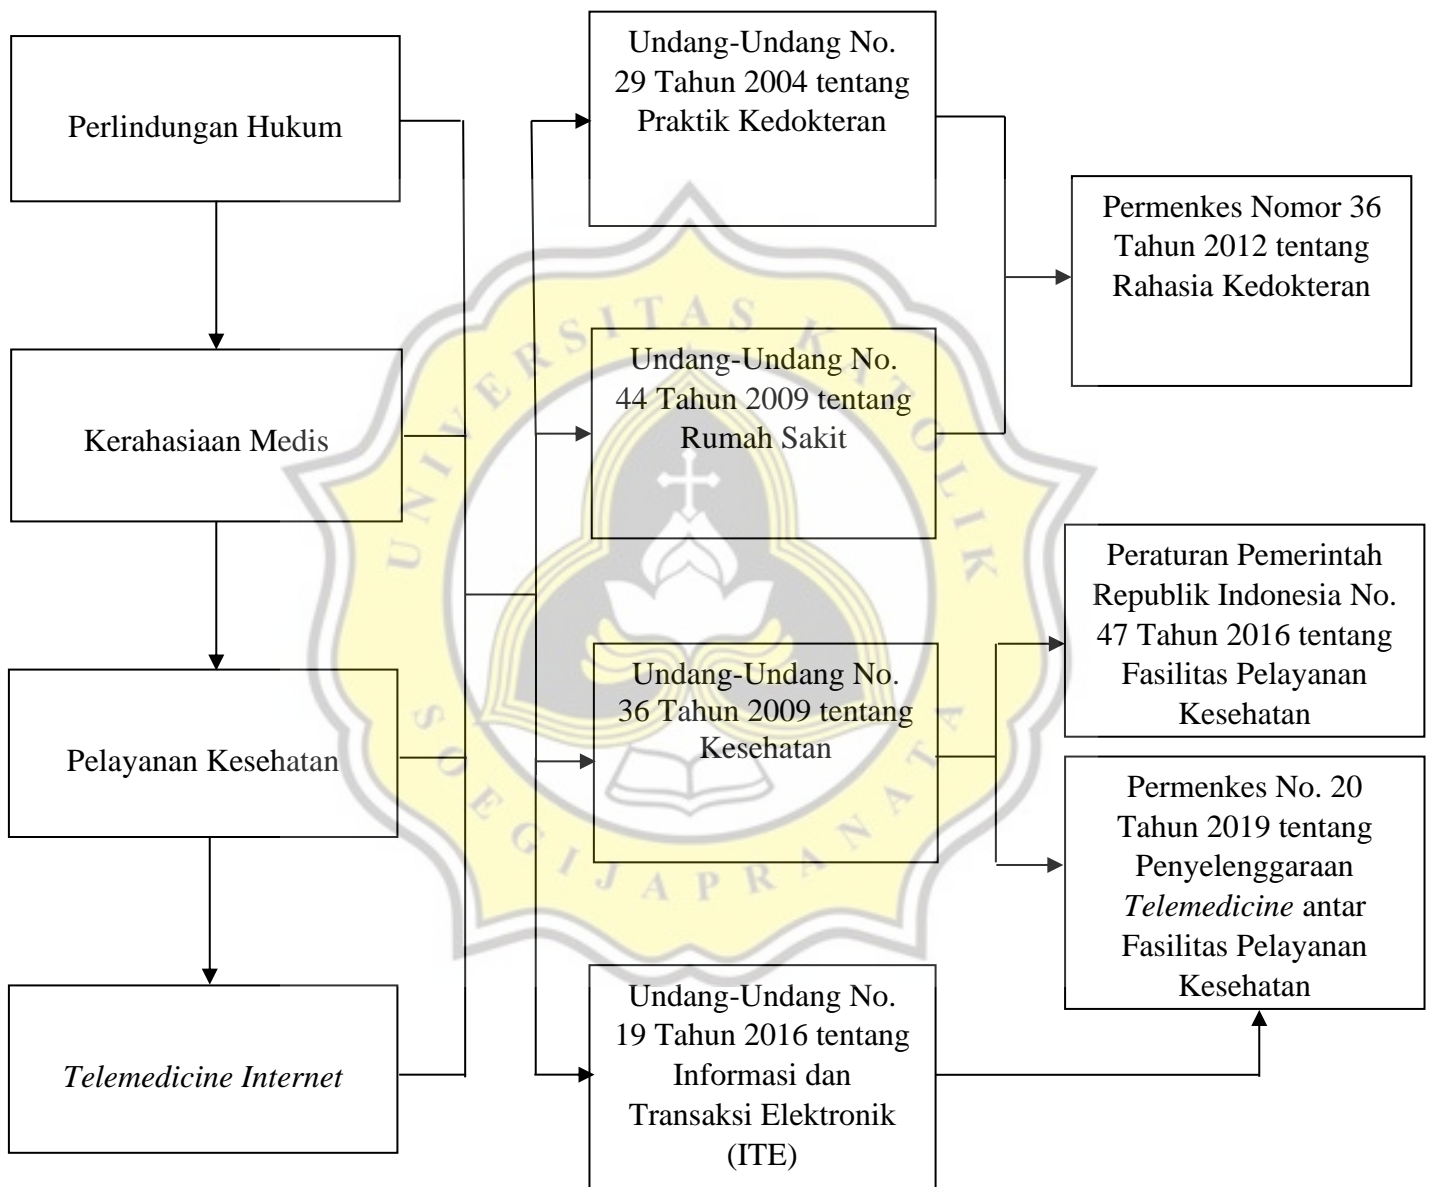 Perlindungan Hukum
Kerahasiaan Medis
Pelayanan Kesehatan
Telemedicine Internet
Undang-Undang No.
29 Tahun 2004 tentang
Praktik Kedokteran
Undang-Undang No.
44 Tahun 2009 tentang
Rumah Sakit
Undang-Undang No.
36 Tahun 2009 tentang
Kesehatan
Undang-Undang No.
19 Tahun 2016 tentang
Informasi dan
Transaksi Elektronik
(ITE)
Permenkes Nomor 36
Tahun 2012 tentang
Rahasia Kedokteran
Peraturan Pemerintah
Republik Indonesia No.
47 Tahun 2016 tentang
Fasilitas Pelayanan
Kesehatan
Permenkes No. 20
Tahun 2019 tentang
Penyelenggaraan
Telemedicine antar
Fasilitas Pelayanan
Kesehatan
UNIVERSITAS KATOLIK
SOEGIJAPRANATA